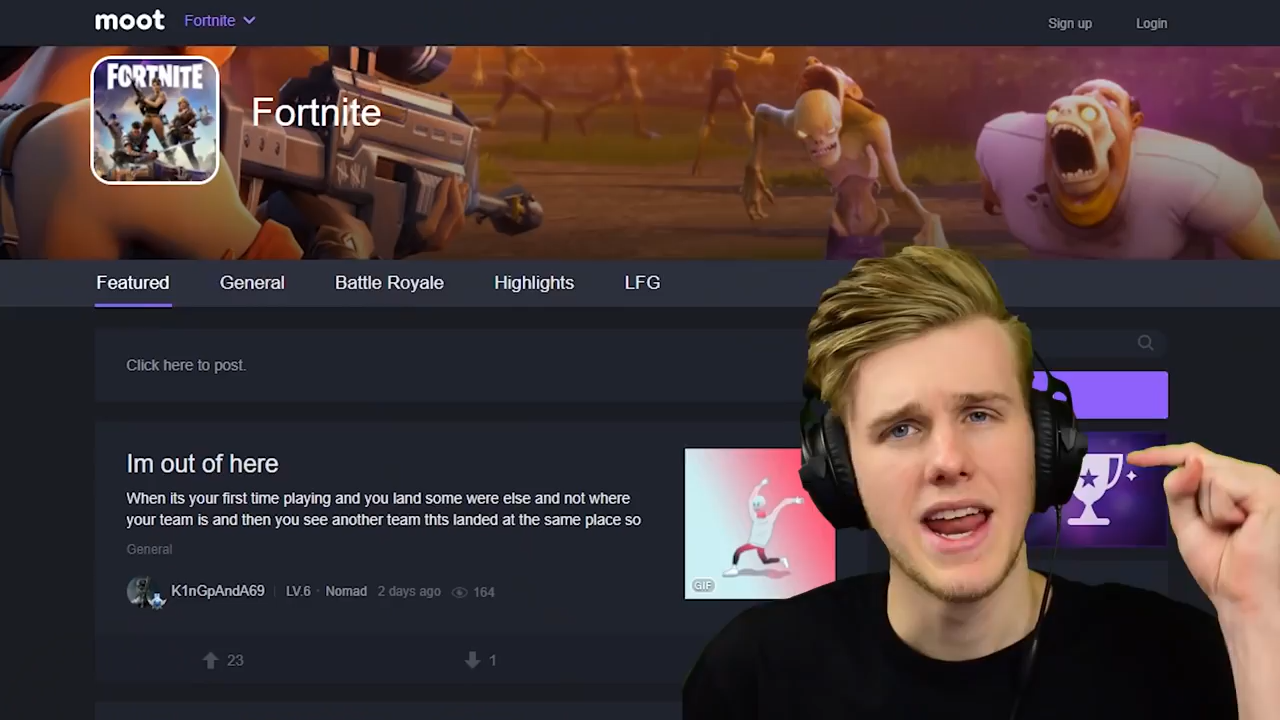 moot Fortnite Sign up Login
FORTNITE
Fortnite
Featured General Battle Royale Highlights LFG
Click here to post.
Im out of here
When its your first time playing and you land some were else and not where
your team is and then you see another team thts landed at the same place so
General
K1nGpAndA69 LV.6 · Nomad 2 days ago 164
GIF
23 1